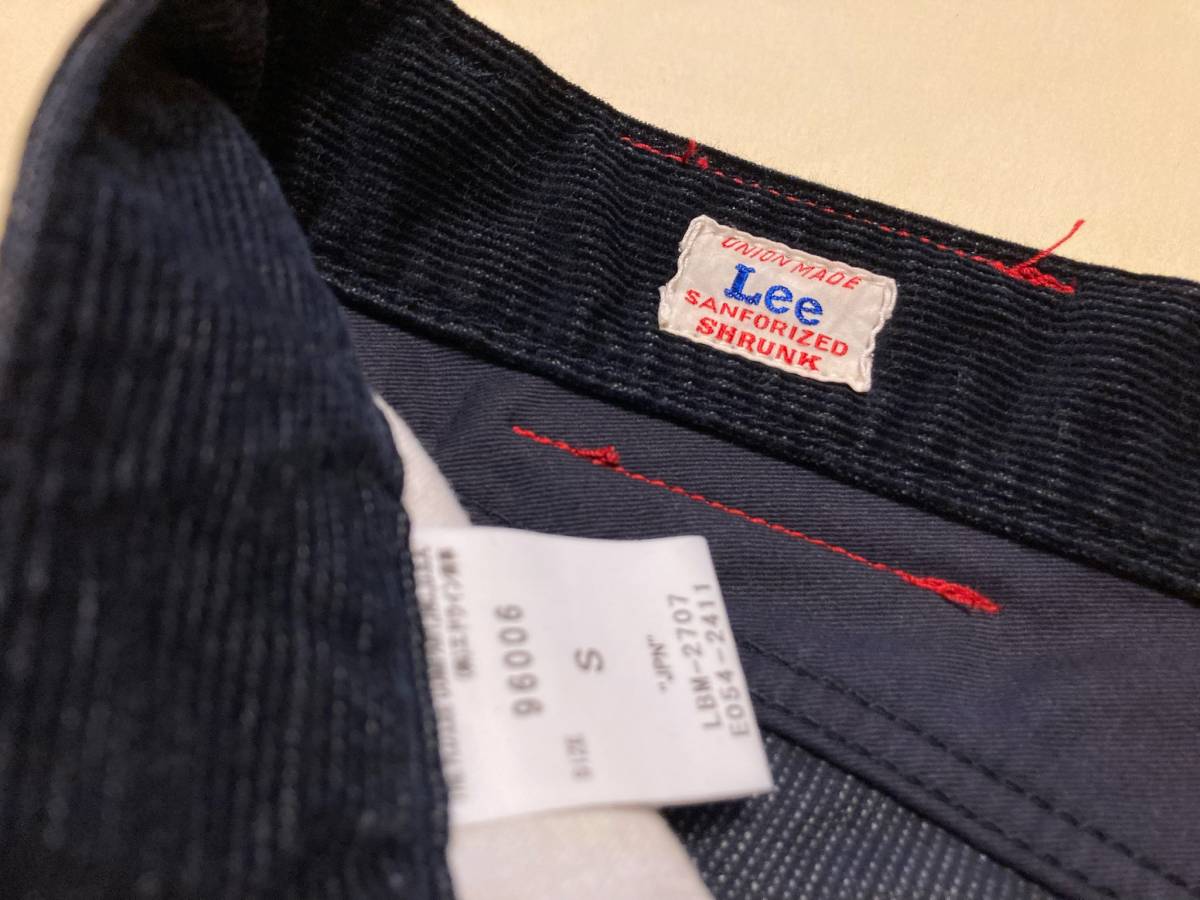 UNION MADE
Lee
SANFORIZED
SHRUNK
96006
SIZE
S
"JPN"
LBM-2707
E054-2411